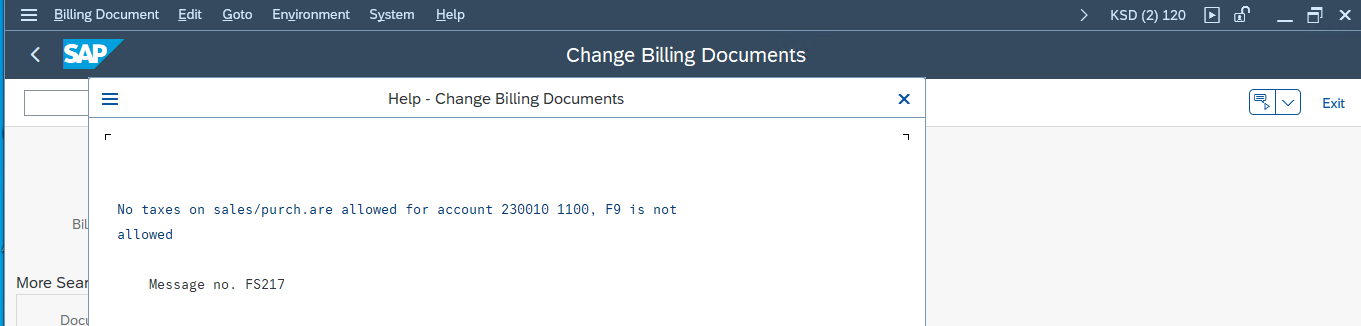 Billing Document Edit Goto Environment System Help KSD (2) 120
SAP Change Billing Documents
Help - Change Billing Documents
Exit
No taxes on sales/purch.are allowed for account 230010 1100, F9 is not
allowed
Bil
More Sear
Message no. FS217
Docu